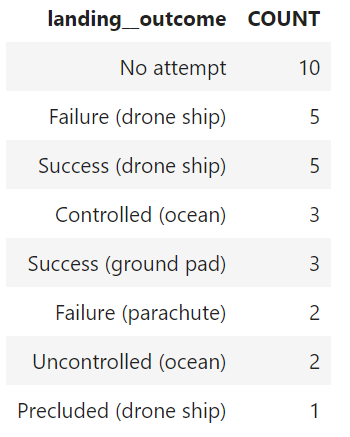 landing__outcome COUNT
No attempt 10
Failure (drone ship) 5
Success (drone ship) 5
Controlled (ocean) 3
Success (ground pad) 3
Failure (parachute) 2
Uncontrolled (ocean) 2
Precluded (drone ship) 1